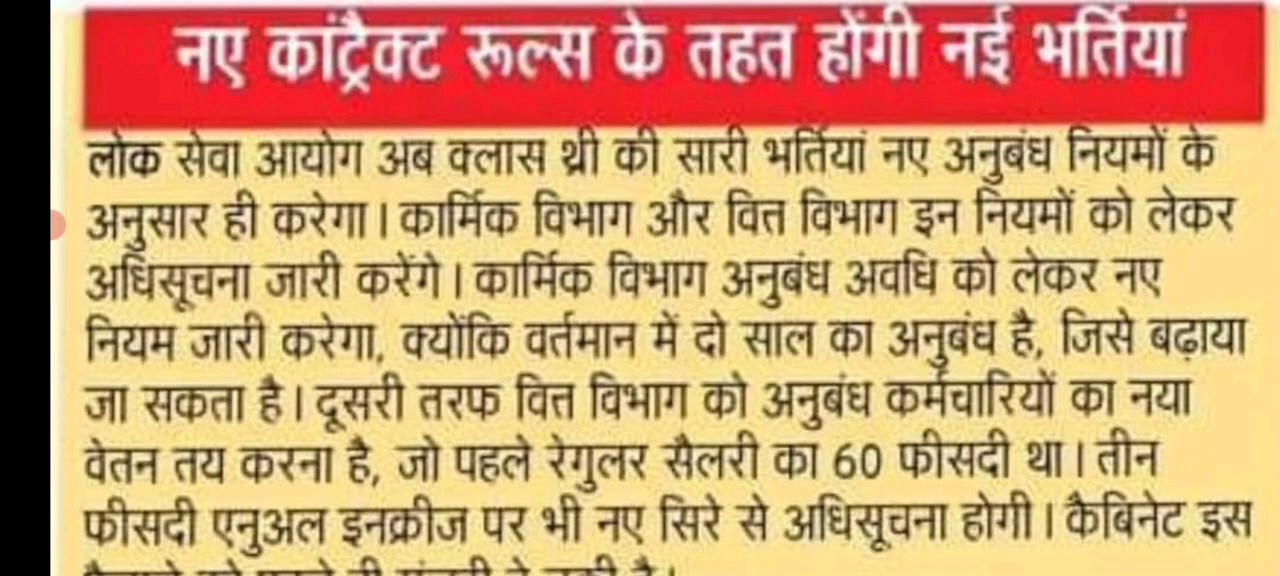 नए कांट्रैक्ट रूल्स के तहत होंगी नई भर्तियां
लोक सेवा आयोग अब क्लास थ्री की सारी भर्तियां नए अनुबंध नियमों के
अनुसार ही करेगा। कार्मिक विभाग और वित्त विभाग इन नियमों को लेकर
अधिसूचना जारी करेंगे। कार्मिक विभाग अनुबंध अवधि को लेकर नए
नियम जारी करेगा, क्योंकि वर्तमान में दो साल का अनुबंध है, जिसे बढ़ाया
जा सकता है। दूसरी तरफ वित्त विभाग को अनुबंध कर्मचारियों का नया
वेतन तय करना है, जो पहले रेगुलर सैलरी का 60 फीसदी था। तीन
फीसदी एनुअल इनक्रीज पर भी नए सिरे से अधिसूचना होगी। कैबिनेट इस